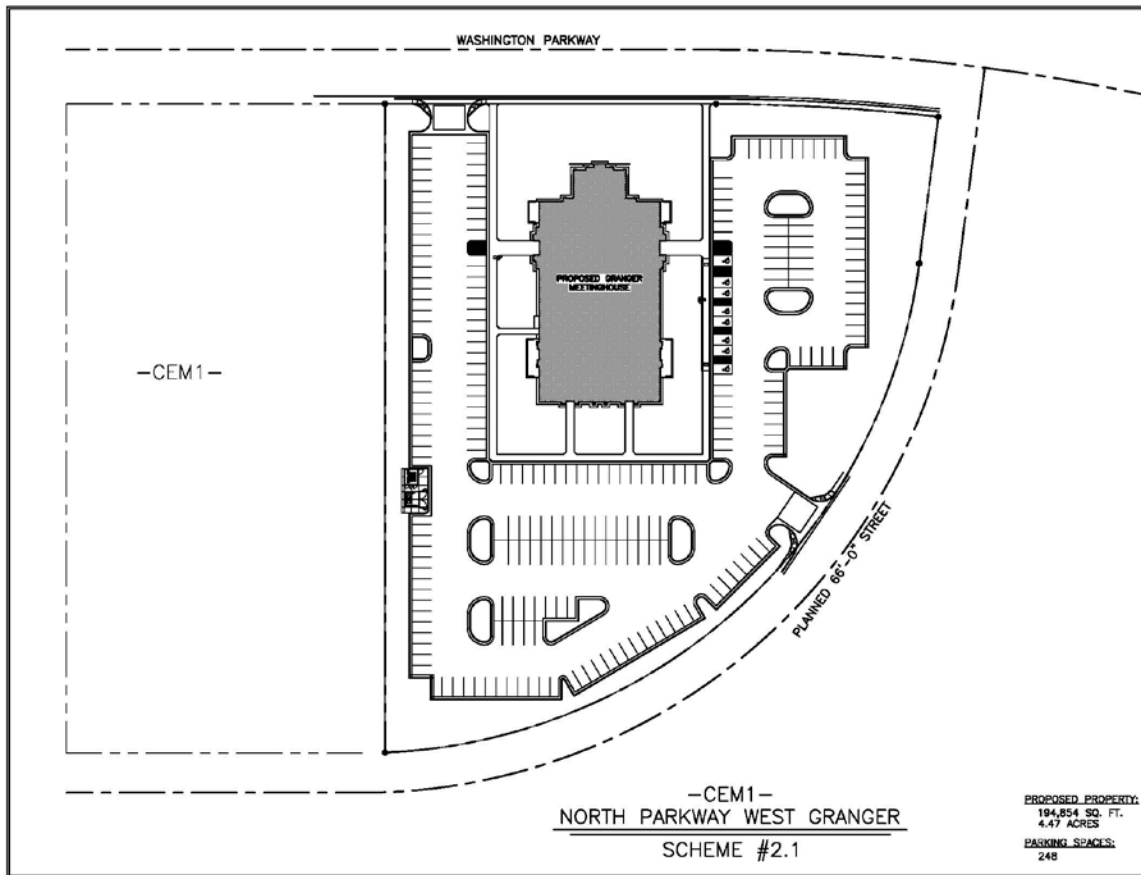 WASHINGTON PARKWAY
PROPOSED GRANGER
MEETINGHOUSE
-CEM1-
PLANNED 66'-0" STREET
-CEM1-
NORTH PARKWAY WEST GRANGER
SCHEME #2.1
PROPOSED PROPERTY:
194,854 SQ. FT.
4.47 ACRES
PARKING SPACES:
248